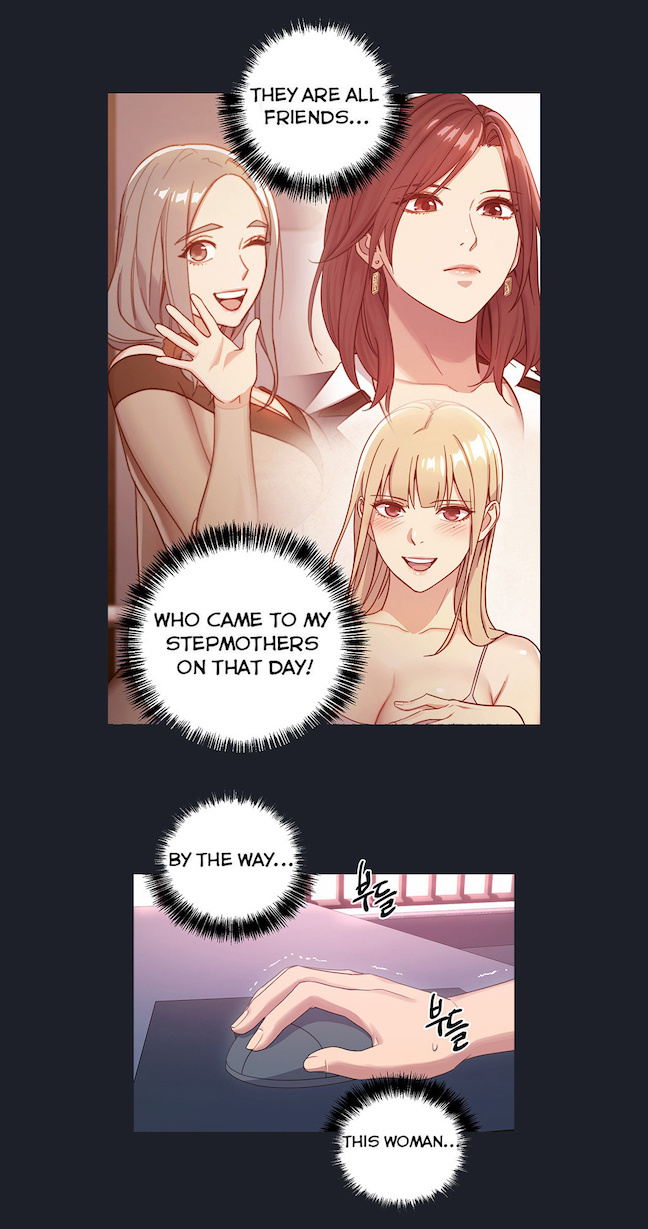 THEY ARE ALL
FRIENDS...
WHO CAME TO MY
STEPMOTHERS
ON THAT DAY!
BY THE WAY...
부들
부들
THIS WOMAN...